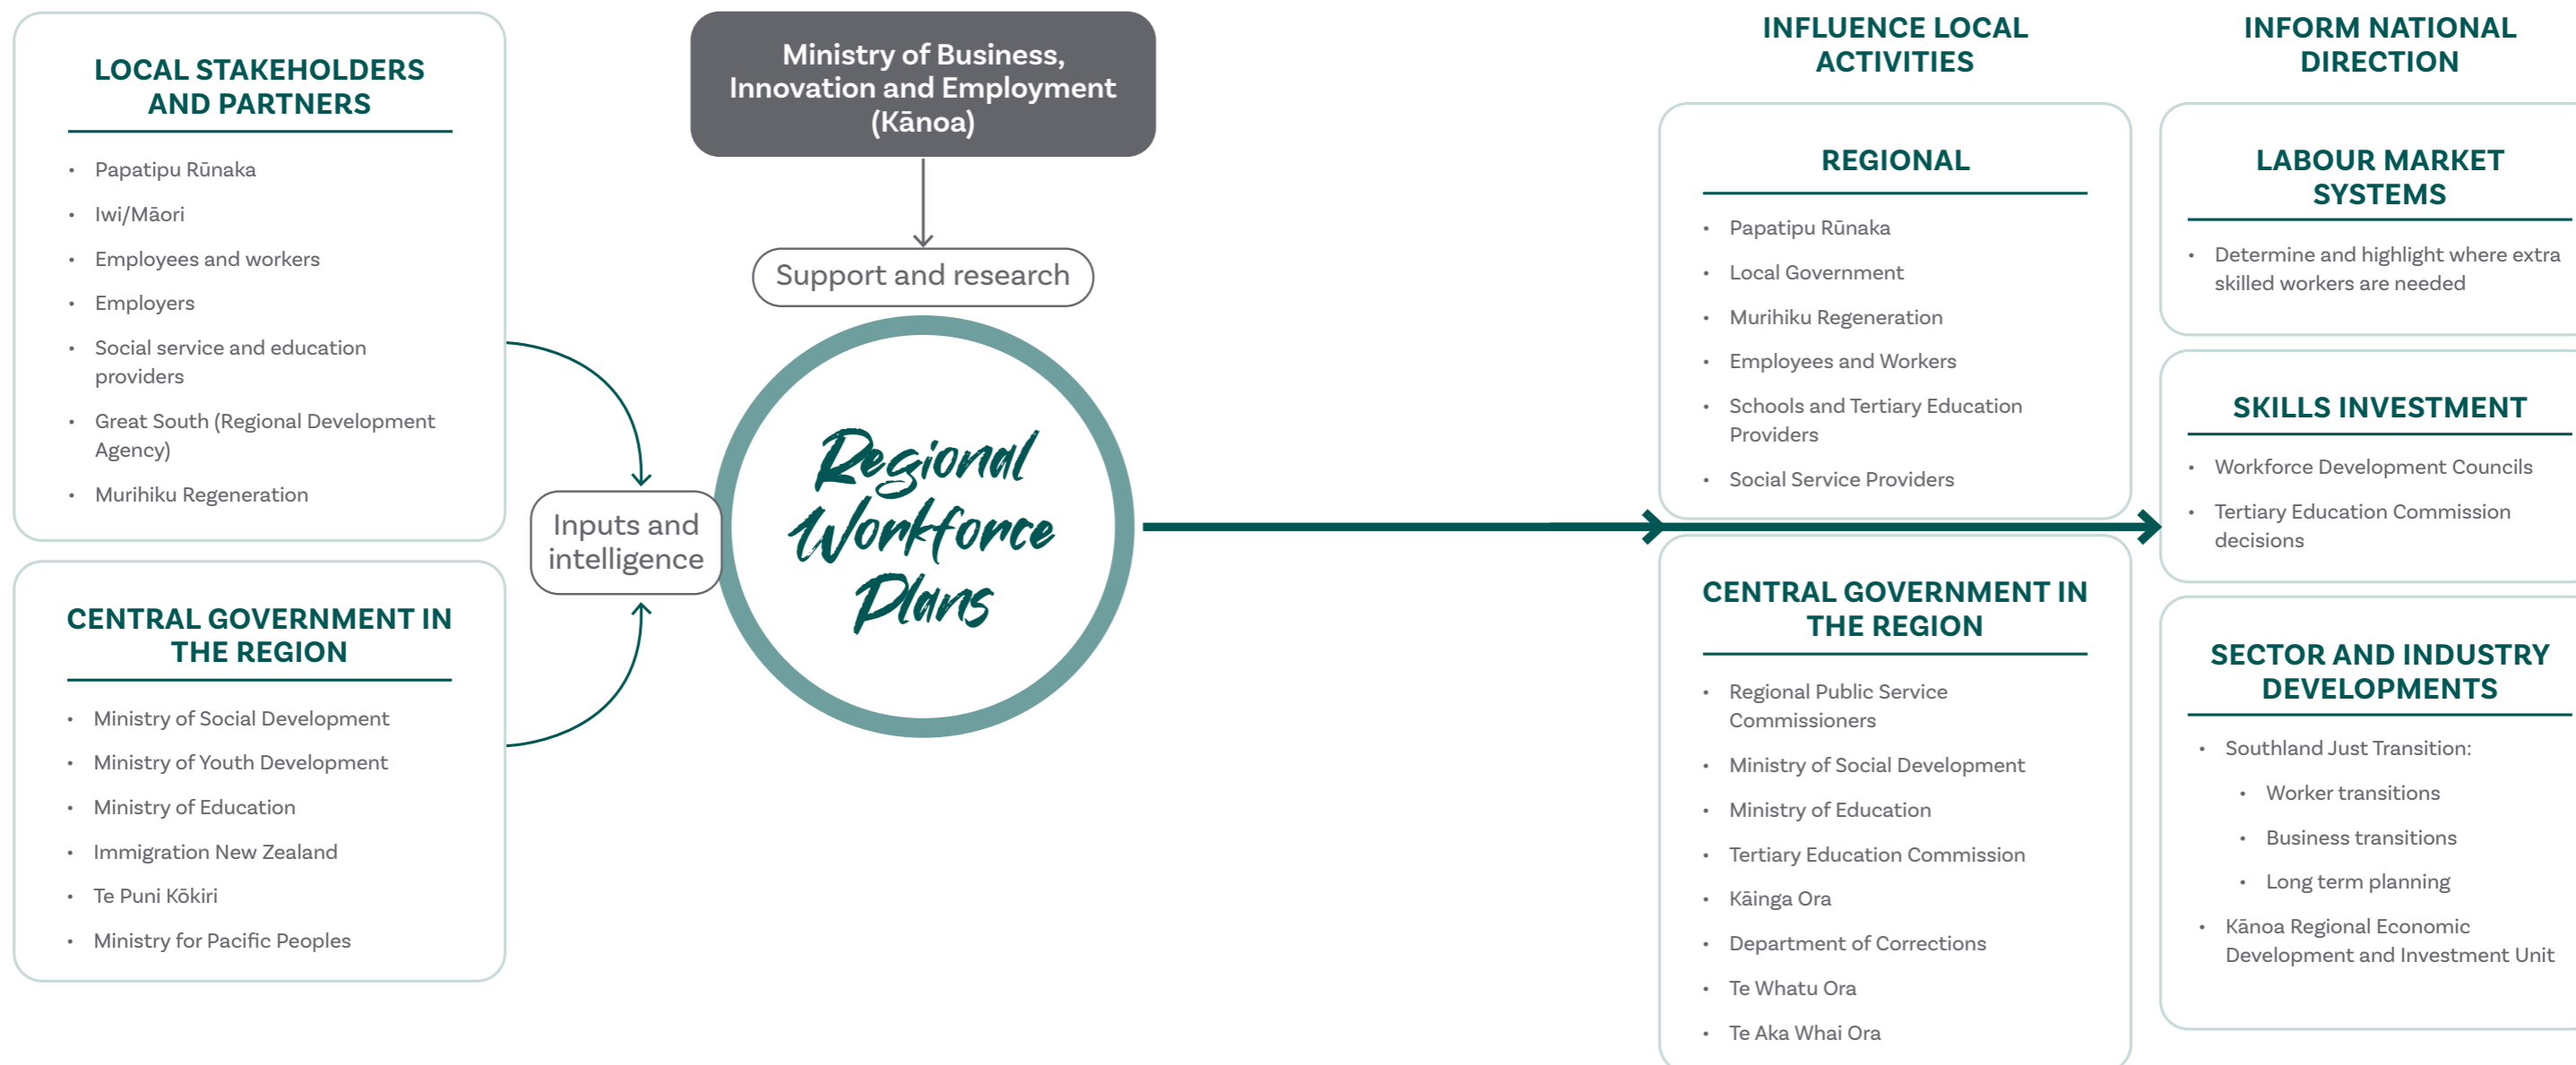 LOCAL STAKEHOLDERS
AND PARTNERS
• Papatipu Rūnaka
• Iwi/Māori
• Employees and workers
• Employers
• Social service and education
providers
• Great South (Regional Development
Agency)
• Murihiku Regeneration
CENTRAL GOVERNMENT IN
THE REGION
• Ministry of Social Development
• Ministry of Youth Development
• Ministry of Education
• Immigration New Zealand
• Te Puni Kōkiri
• Ministry for Pacific Peoples
Ministry of Business,
Innovation and Employment
(Kānoa)
Support and research
Inputs and
intelligence
Regional
Workforce
Plans
INFLUENCE LOCAL
ACTIVITIES
REGIONAL
• Papatipu Rūnaka
• Local Government
• Murihiku Regeneration
• Employees and Workers
• Schools and Tertiary Education
Providers
• Social Service Providers
CENTRAL GOVERNMENT IN
THE REGION
• Regional Public Service
Commissioners
• Ministry of Social Development
• Ministry of Education
• Tertiary Education Commission
• Kāinga Ora
• Department of Corrections
• Te Whatu Ora
• Te Aka Whai Ora
INFORM NATIONAL
DIRECTION
LABOUR MARKET
SYSTEMS
• Determine and highlight where extra
skilled workers are needed
SKILLS INVESTMENT
• Workforce Development Councils
• Tertiary Education Commission
decisions
SECTOR AND INDUSTRY
DEVELOPMENTS
• Southland Just Transition:
• Worker transitions
• Business transitions
• Long term planning
• Kānoa Regional Economic
Development and Investment Unit